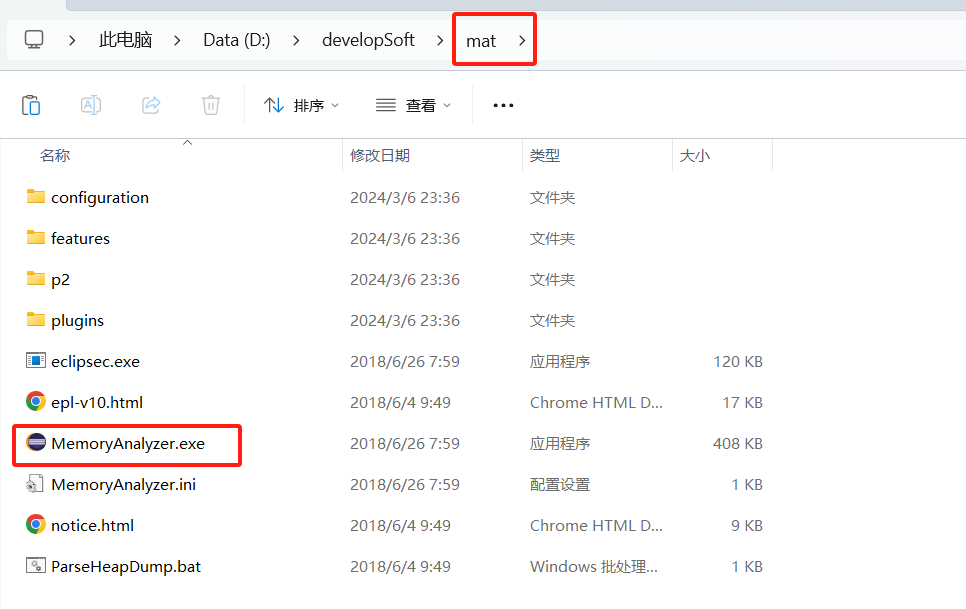 此电脑 Data (D:) developSoft mat
排序 查看
名称 修改日期 类型 大小
configuration 2024/3/6 23:36 文件夹
features 2024/3/6 23:36 文件夹
p2 2024/3/6 23:36 文件夹
plugins 2024/3/6 23:36 文件夹
eclipsec.exe 2018/6/26 7:59 应用程序 120 KB
epl-v10.html 2018/6/4 9:49 Chrome HTML D... 17 KB
MemoryAnalyzer.exe 2018/6/26 7:59 应用程序 408 KB
MemoryAnalyzer.ini 2018/6/26 7:59 配置设置 1 KB
notice.html 2018/6/4 9:49 Chrome HTML D... 9 KB
ParseHeapDump.bat 2018/6/4 9:49 Windows 批处理... 1 KB